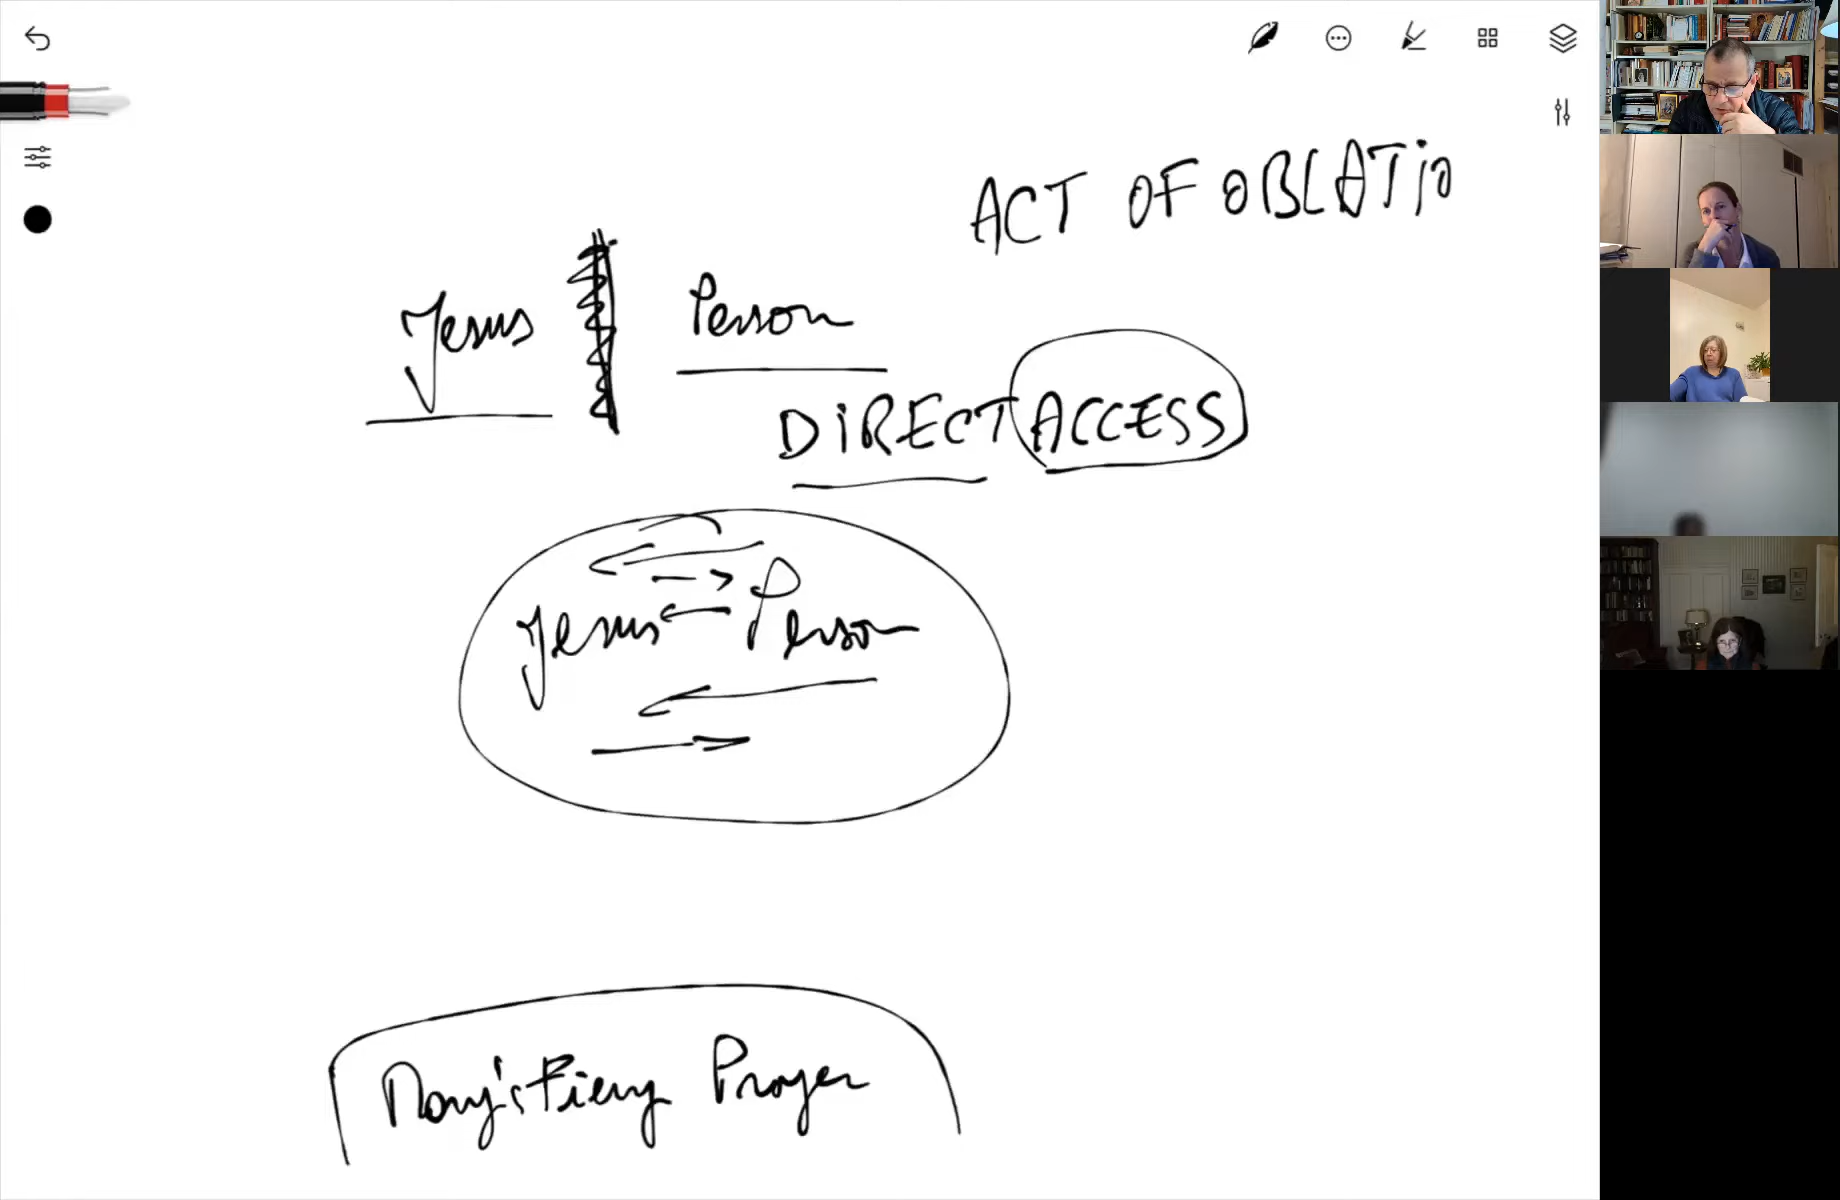 ACT OF OBLATIO
Jesus Person
DIRECT ACCESS
Jesus Person
Mary's Fiery Prayer